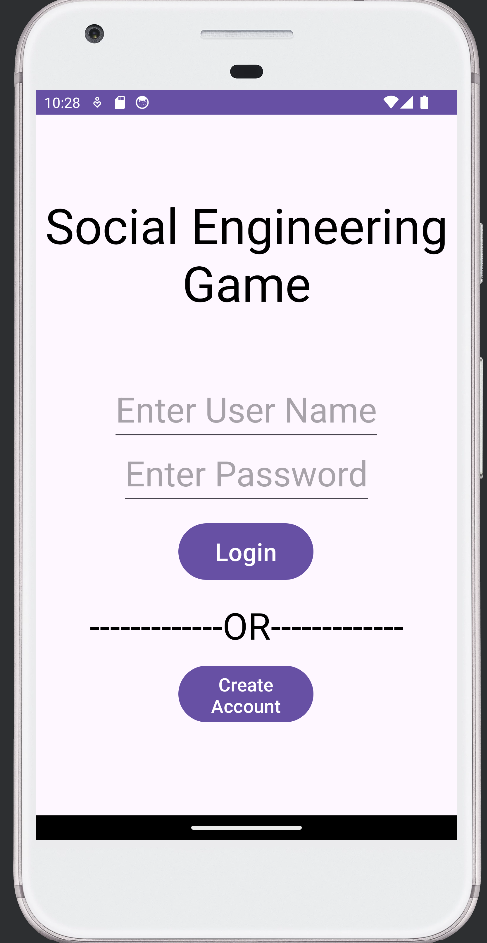 10:28
Social Engineering
Game
Enter User Name
Enter Password
Login
-------------OR-------------
Create
Account